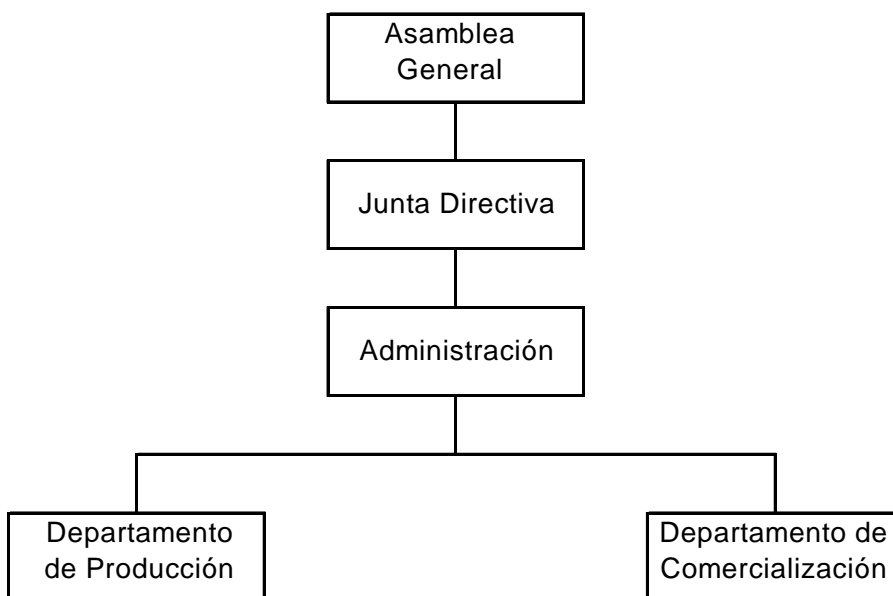 Asamblea
General
Junta Directiva
Administración
Departamento
de Producción
Departamento de
Comercialización